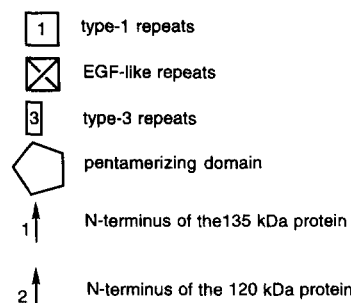 1 type-1 repeats
EGF-like repeats
3 type-3 repeats
pentamerizing domain
1 N-terminus of the135 kDa protein
2 N-terminus of the 120 kDa protein